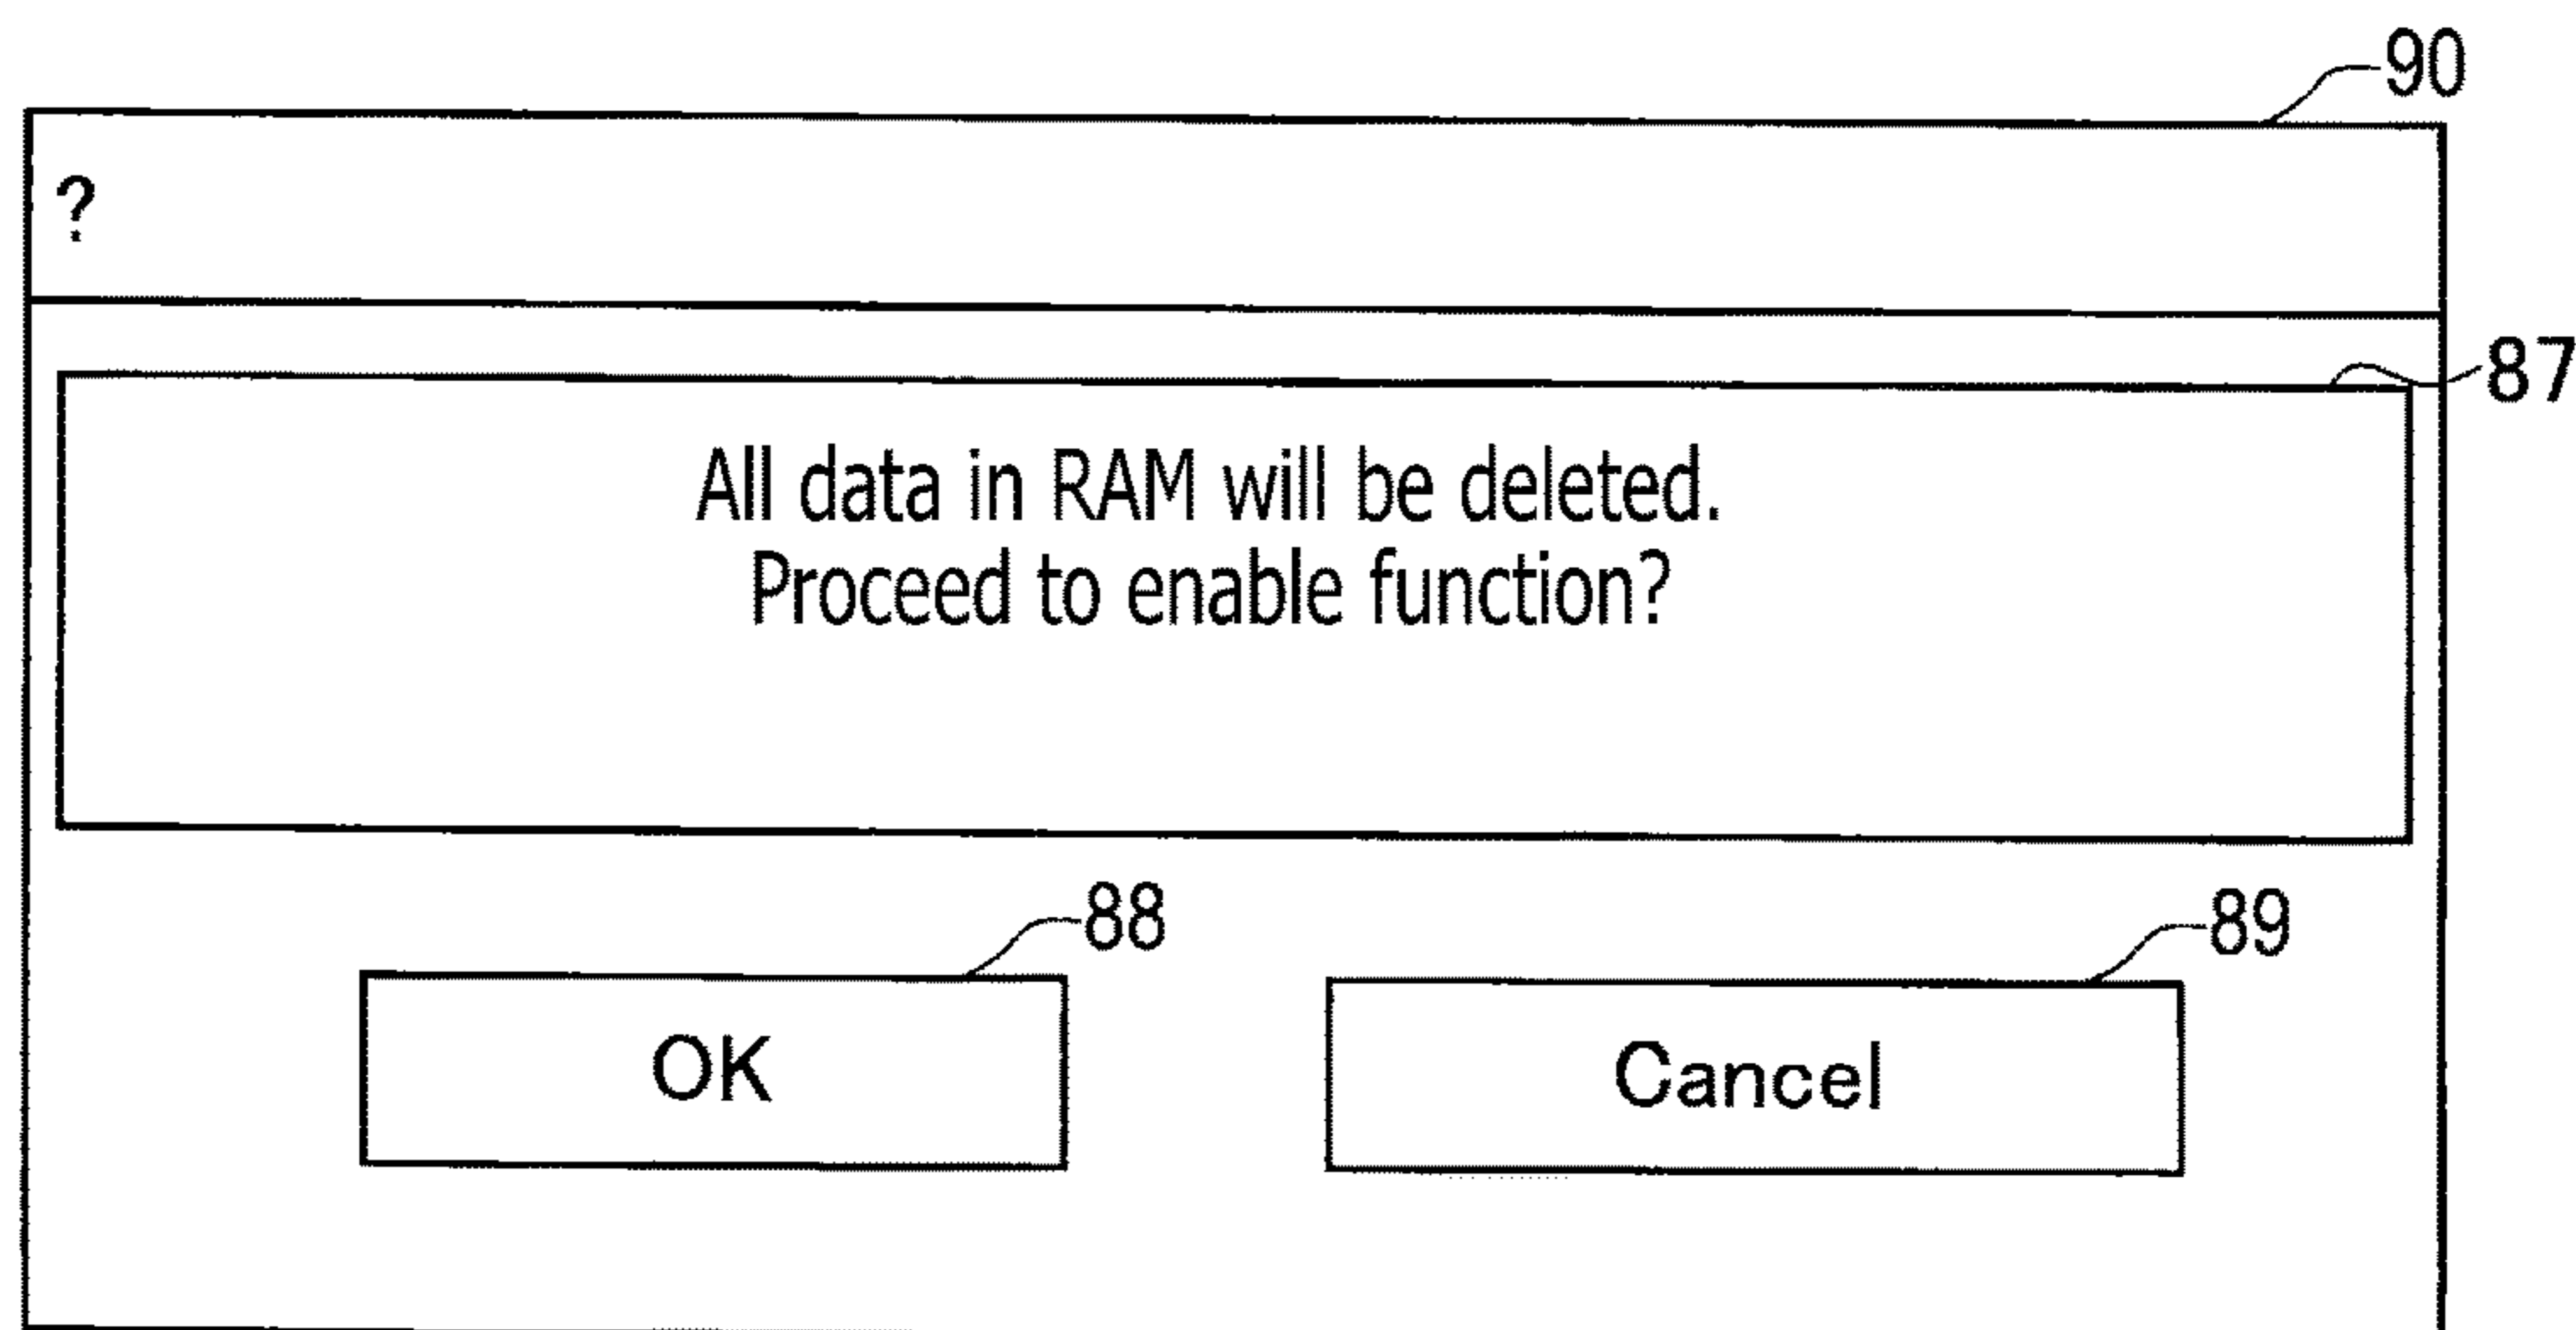 90
?
87
All data in RAM will be deleted.
Proceed to enable function?
88
89
OK
Cancel